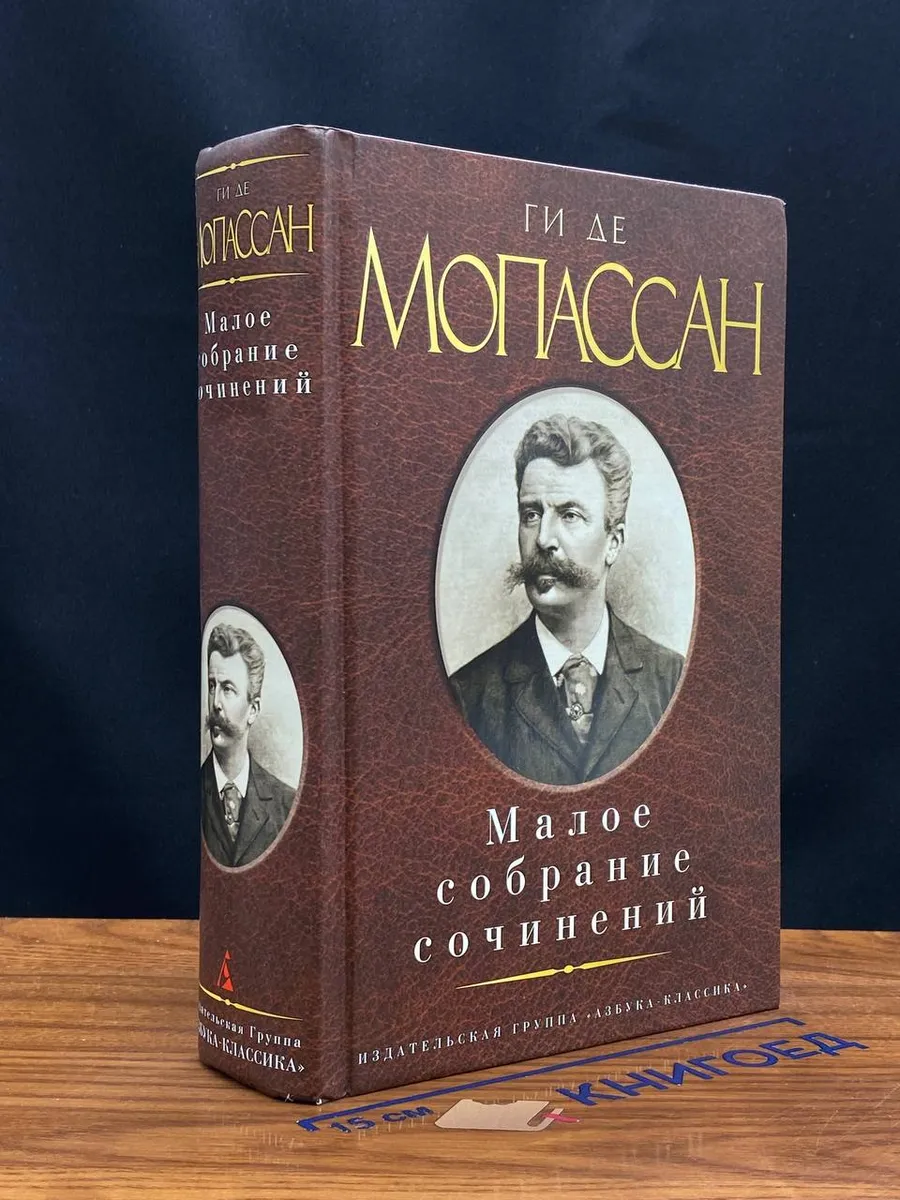 ГИ ДЕ
МОПАССАН
Малое
собрание
сочинений
ИЗДАТЕЛЬСКАЯ ГРУППА «АЗБУКА-КЛАССИКА»
ГИ ДЕ
МОПАССАН
Малое
собрание
сочинений
Издательская Группа
«АЗБУКА-КЛАССИКА»
15 СМ
КНИГОЕД